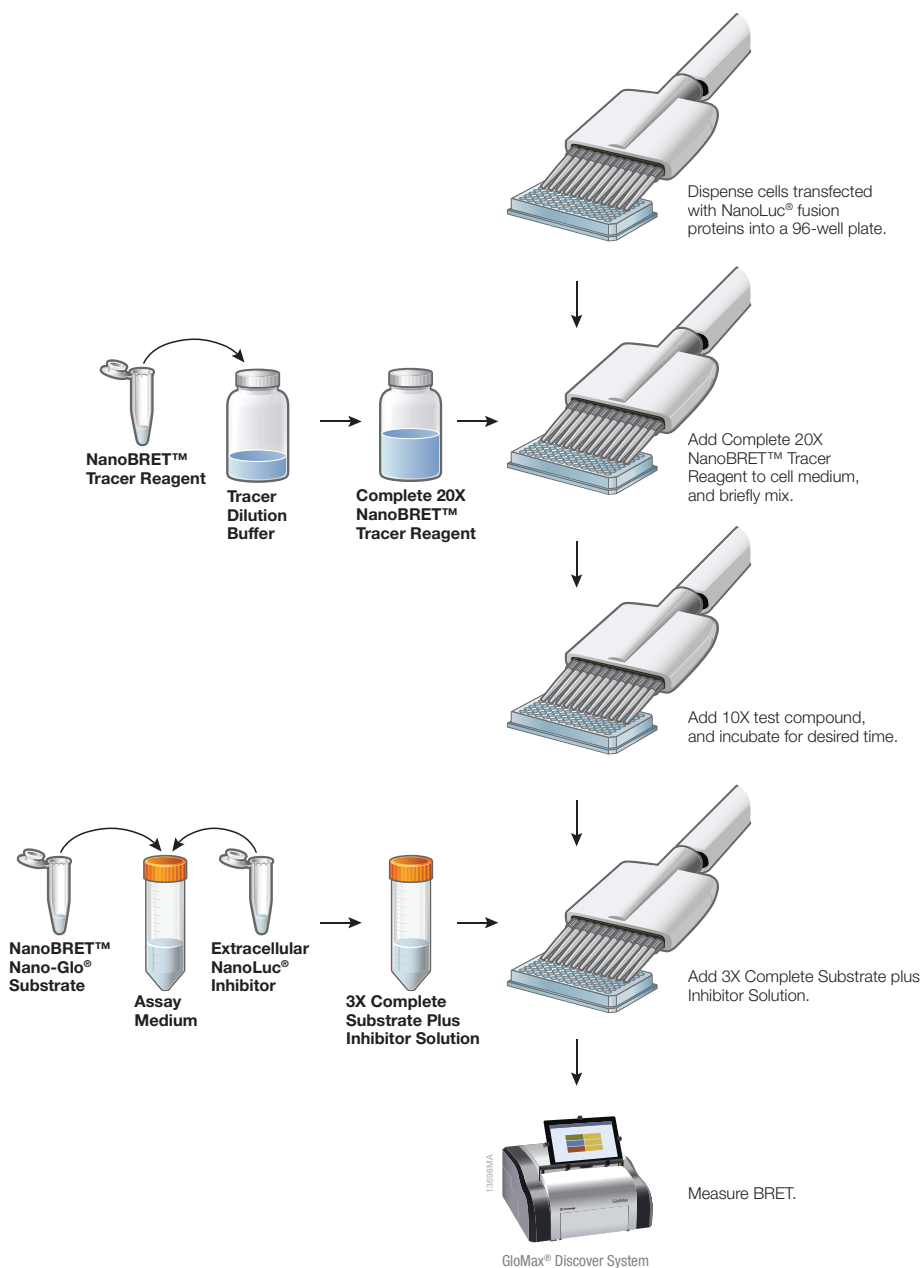 Dispense cells transfected
with NanoLuc® fusion
proteins into a 96-well plate.
NanoBRET™
Tracer Reagent
Tracer
Dilution
Buffer
Complete 20X
NanoBRET™
Tracer Reagent
Add Complete 20X
NanoBRET™ Tracer
Reagent to cell medium,
and briefly mix.
Add 10X test compound,
and incubate for desired time.
NanoBRET™
Nano-Glo®
Substrate
Assay
Medium
Extracellular
NanoLuc®
Inhibitor
3X Complete
Substrate Plus
Inhibitor Solution
Add 3X Complete Substrate plus
Inhibitor Solution.
13698MA
GloMax
Measure BRET.
GloMax® Discover System